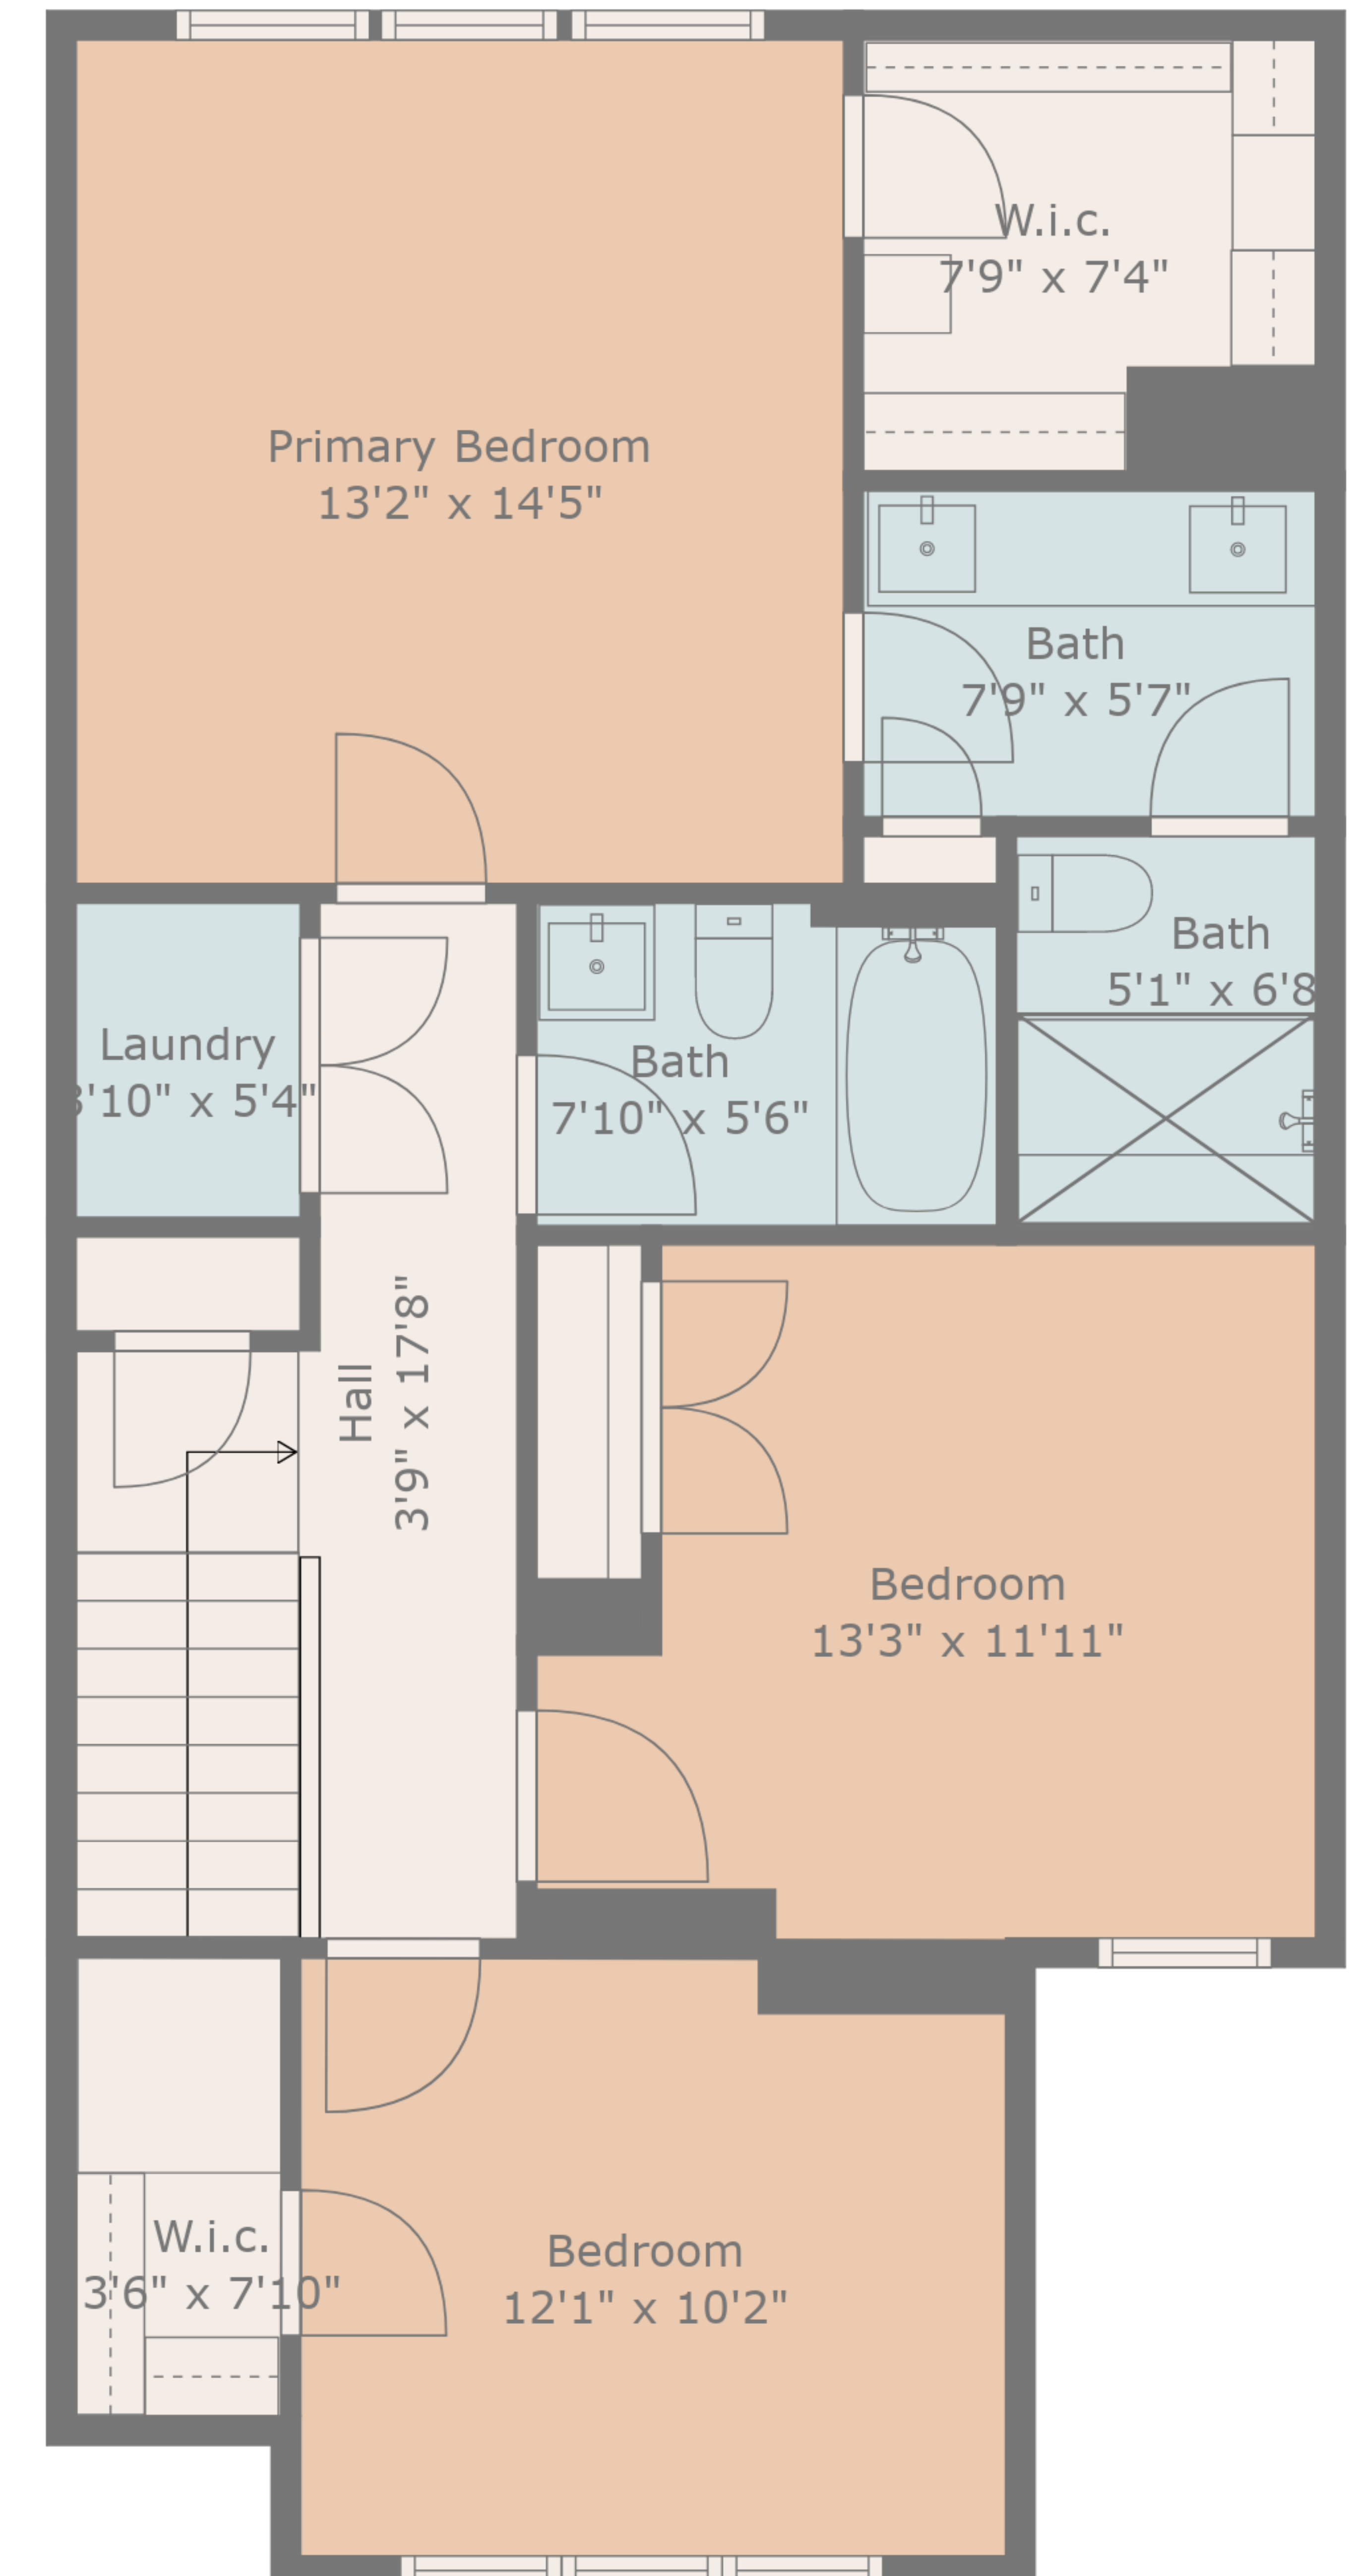 W.i.c.
7'9" x 7'4"
Primary Bedroom
13'2" x 14'5"
Bath
7'9" x 5'7"
Bath
5'1" x 6'8
Laundry
3'10" x 5'4"
Bath
7'10" x 5'6"
Hall
3'9" x 17'8"
Bedroom
13'3" x 11'11"
W.i.c.
3'6" x 7'10"
Bedroom
12'1" x 10'2"